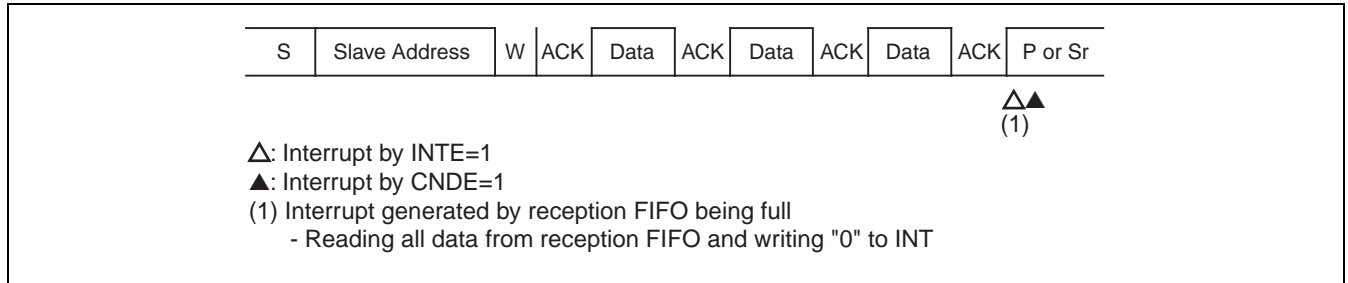 S Slave Address W ACK Data ACK Data ACK Data ACK P or Sr
△▲
(1)
△: Interrupt by INTE=1
▲: Interrupt by CNDE=1
(1) Interrupt generated by reception FIFO being full
- Reading all data from reception FIFO and writing "0" to INT